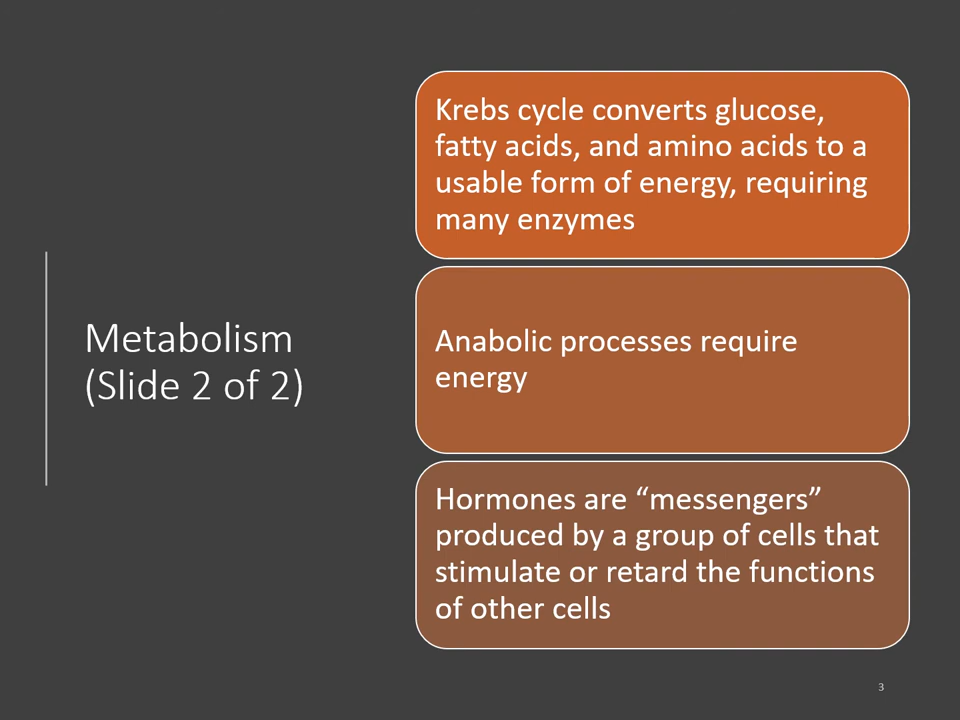 Metabolism
(Slide 2 of 2)
Krebs cycle converts glucose,
fatty acids, and amino acids to a
usable form of energy, requiring
many enzymes
Anabolic processes require
energy
Hormones are “messengers”
produced by a group of cells that
stimulate or retard the functions
of other cells
3